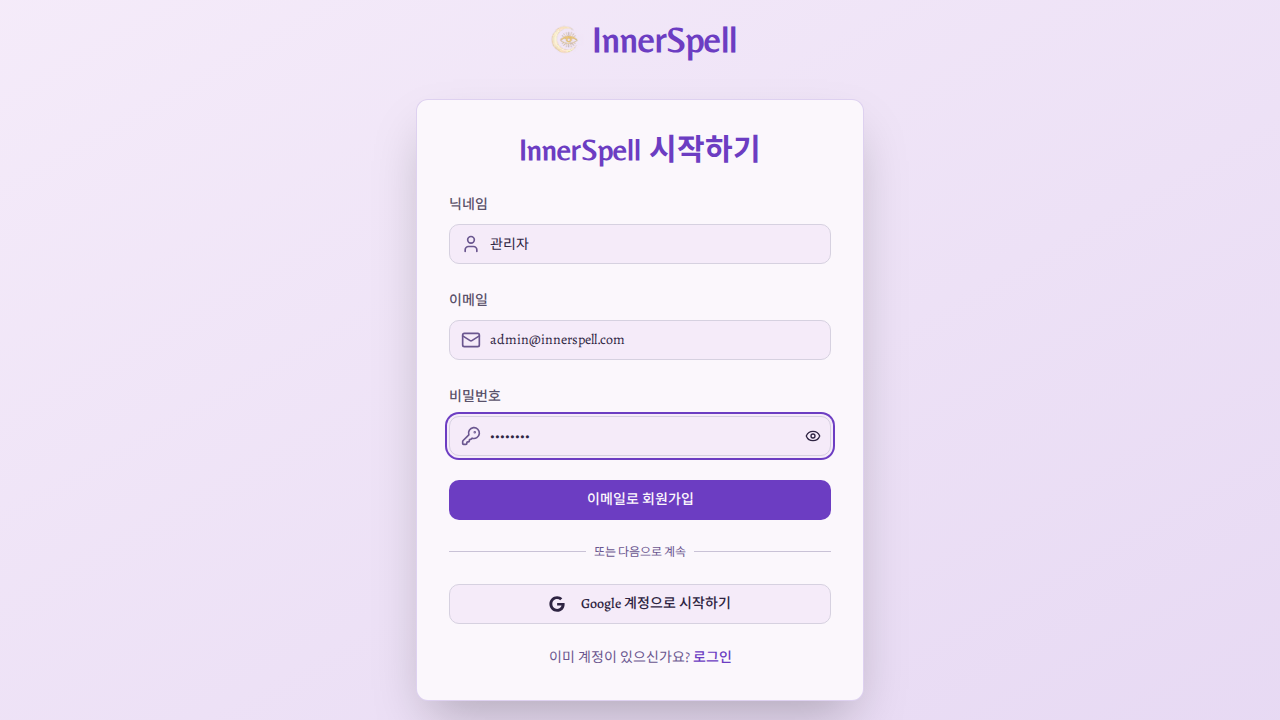 InnerSpell
InnerSpell 시작하기
닉네임
관리자
이메일
admin@innerspell.com
비밀번호
••••••••
이메일로 회원가입
또는 다음으로 계속
G Google 계정으로 시작하기
이미 계정이 있으신가요? 로그인